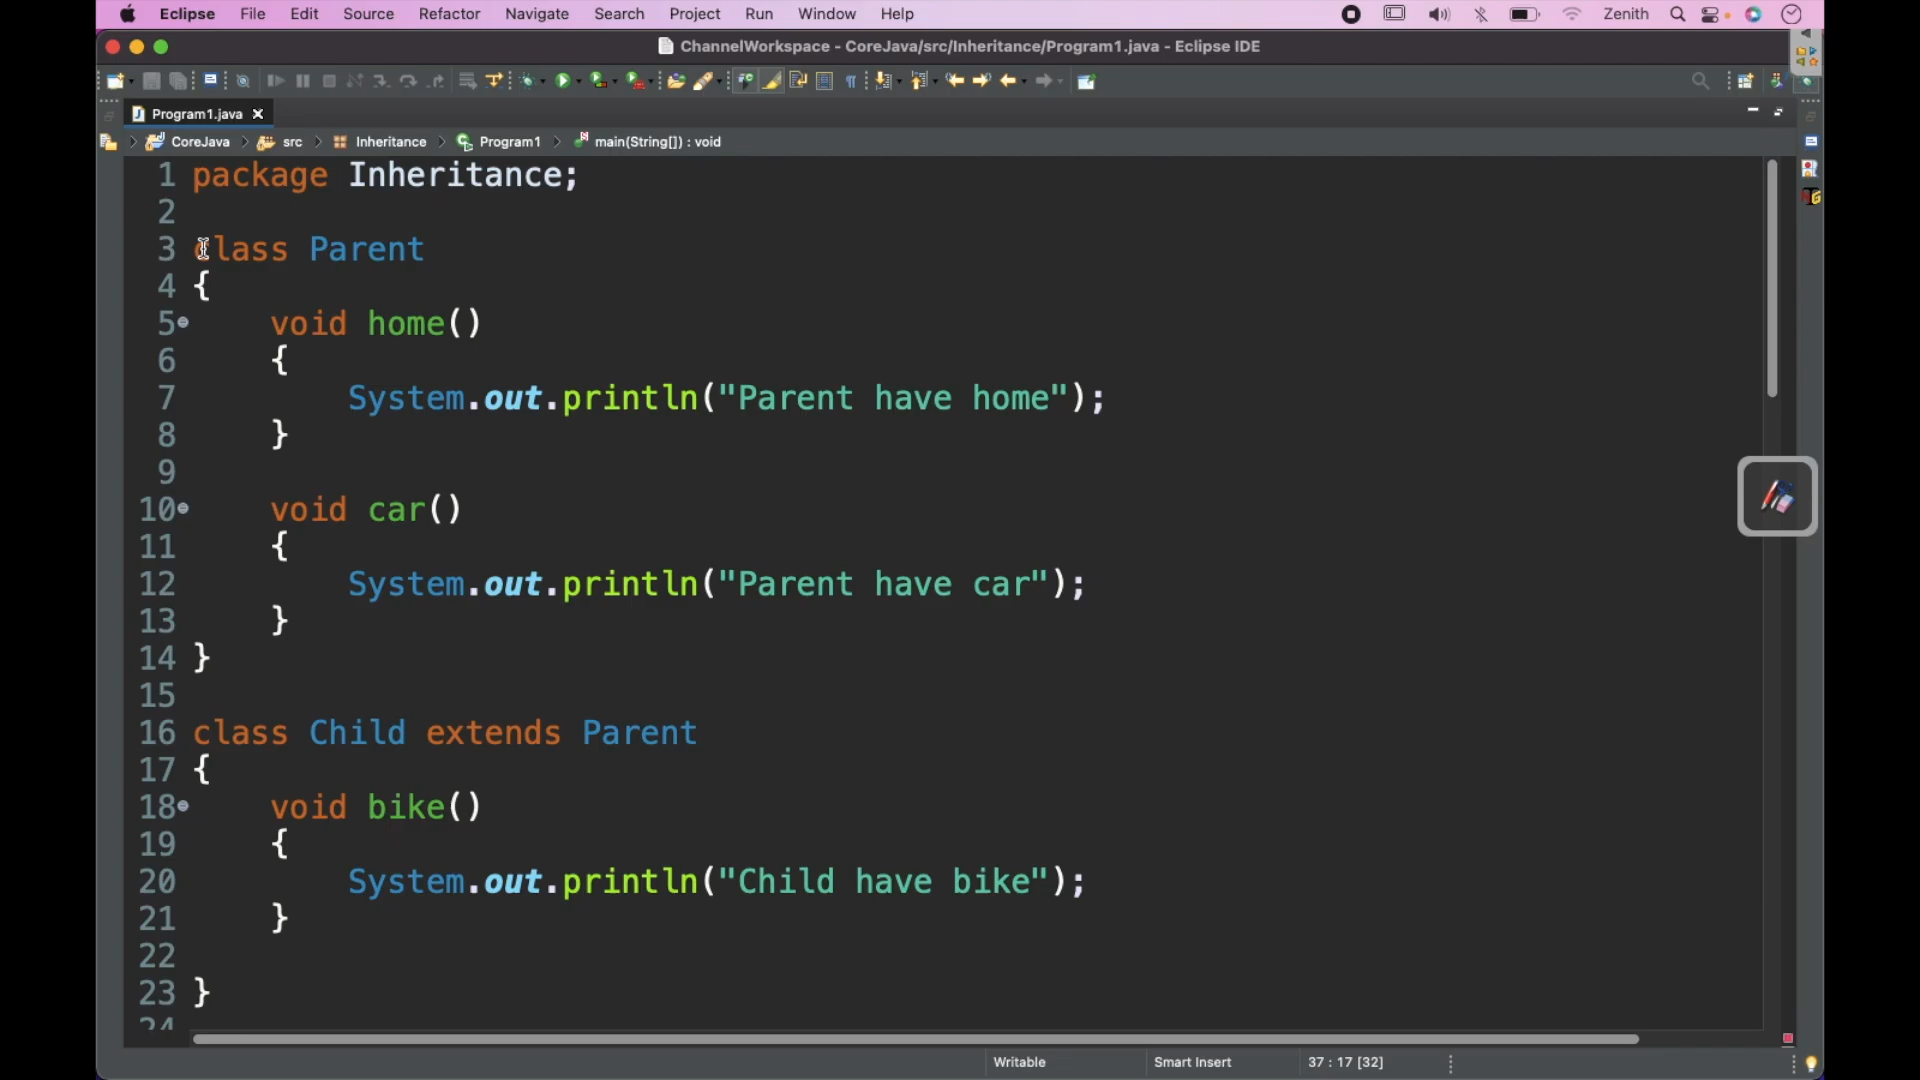 Eclipse File Edit Source Refactor Navigate Search Project Run Window Help Zenith
ChannelWorkspace - CoreJava/src/Inheritance/Program1.java - Eclipse IDE
Program1.java
CoreJava src Inheritance Program1 main(String[]) : void
1 package Inheritance;
2
3 class Parent
4 {
5 void home()
6 {
7 System.out.println("Parent have home");
8 }
9
10 void car()
11 {
12 System.out.println("Parent have car");
13 }
14 }
15
16 class Child extends Parent
17 {
18 void bike()
19 {
20 System.out.println("Child have bike");
21 }
22
23 }
24
Writable Smart Insert 37 : 17 [32]